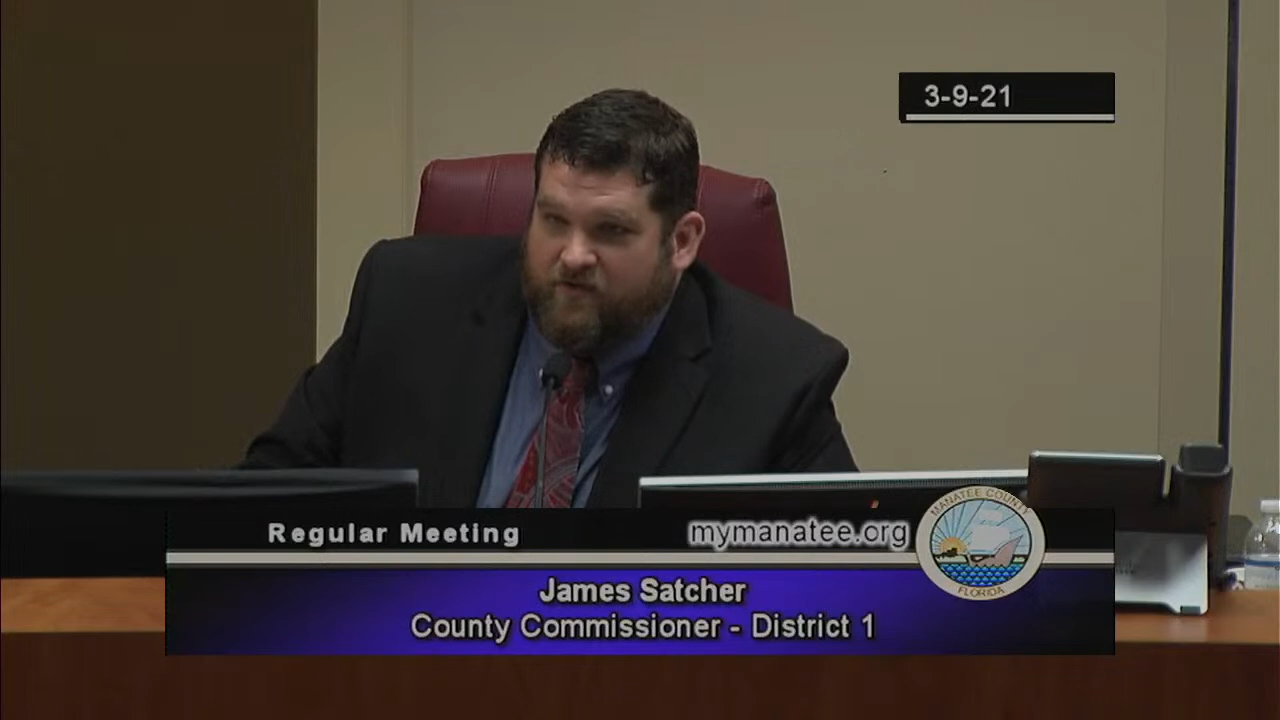 3-9-21
Regular Meeting
mymanatee.org
MANATEE COUNTY
FLORIDA
James Satcher
County Commissioner - District 1